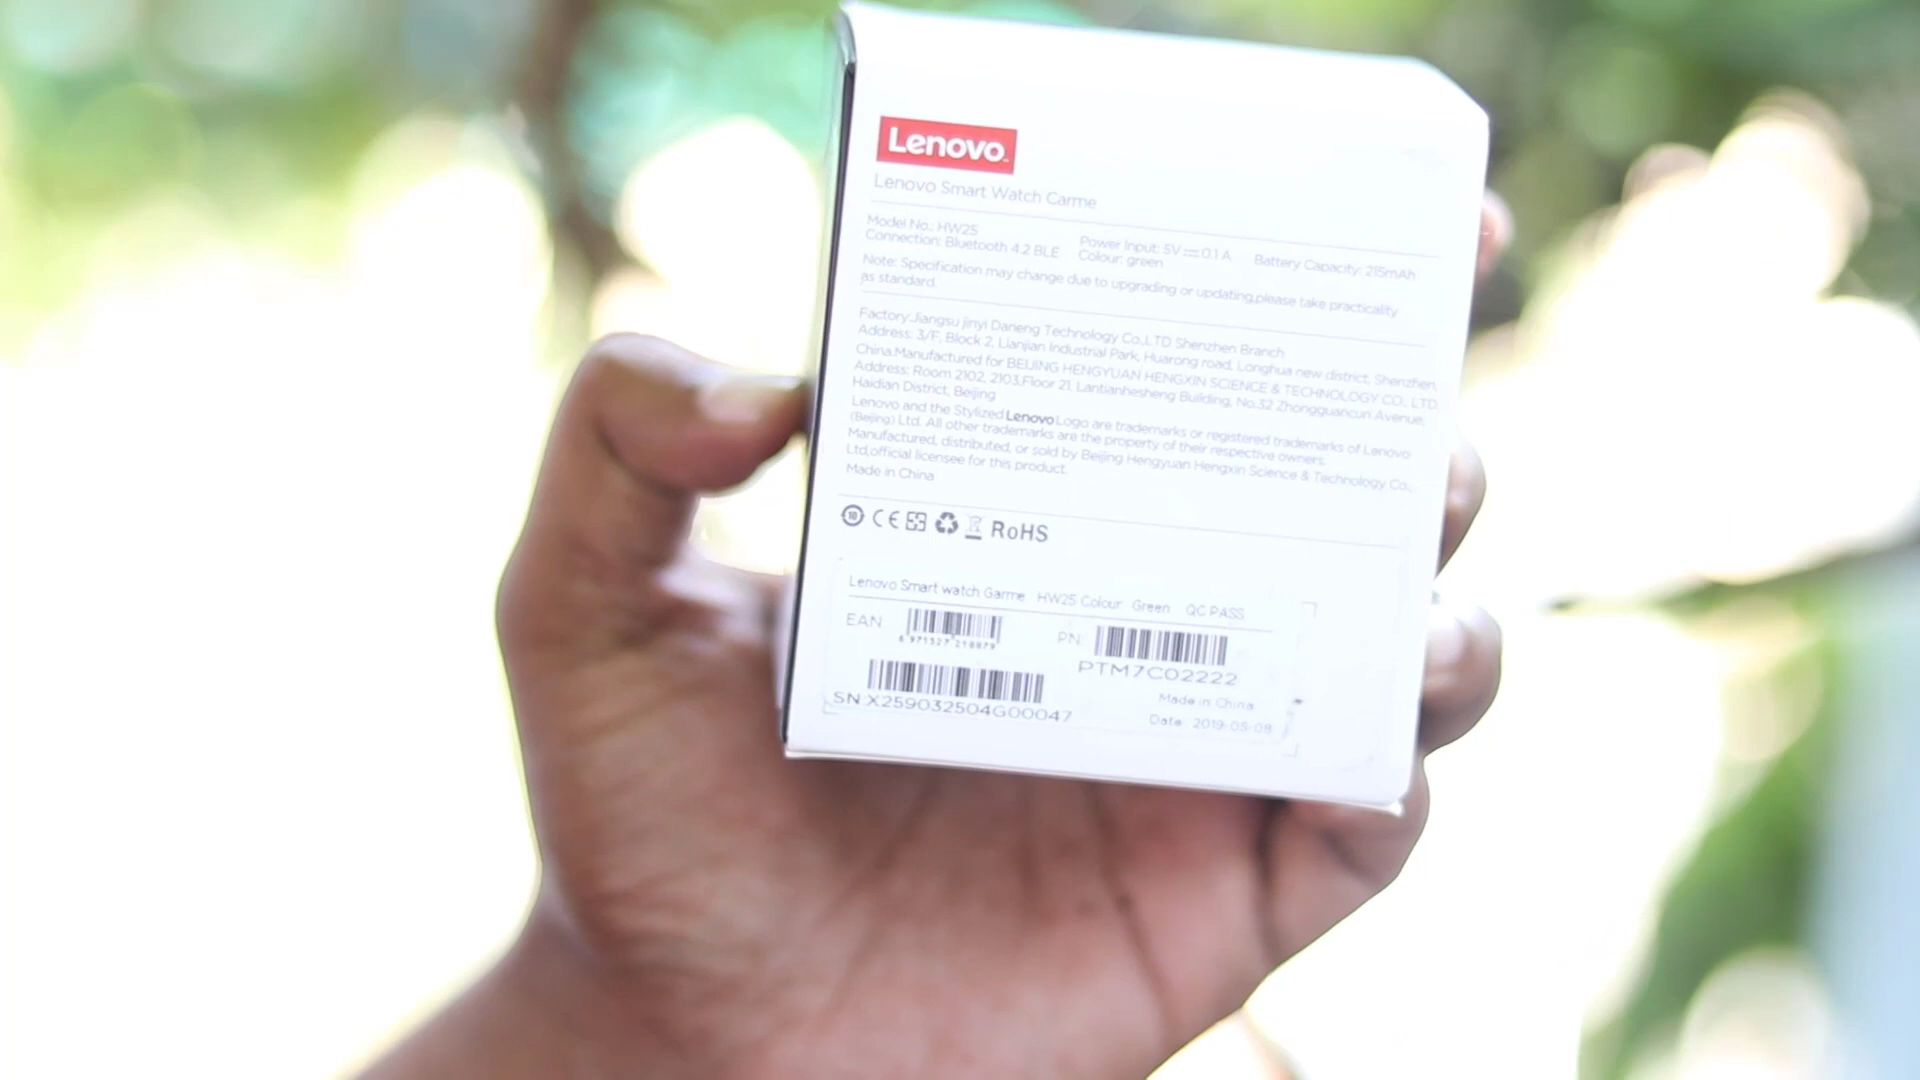 Lenovo
Lenovo Smart Watch Carme
Model No.: HW25
Connection: Bluetooth 4.2 BLE
Power Input: 5V⎓0.1 A
Colour: green
Battery Capacity: 215mAh
Note: Specification may change due to upgrading or updating,please take practicality
as standard.
Factory:Jiangsu jinyi Daneng Technology Co.,LTD Shenzhen Branch
Address: 3/F, Block 2, Lianjian Industrial Park, Huarong road, Longhua new district, Shenzhen,
China.Manufactured for BEIJING HENGYUAN HENGXIN SCIENCE & TECHNOLOGY CO., LTD.
Address: Room 2102, 2103,Floor 21, Lantianhesheng Building, No.32 Zhongguancun Avenue,
Haidian District, Beijing
Lenovo and the Stylized Lenovo Logo are trademarks or registered trademarks of Lenovo
(Beijing) Ltd. All other trademarks are the property of their respective owners.
Manufactured, distributed, or sold by Beijing Hengyuan Hengxin Science & Technology Co.,
Ltd,official licensee for this product.
Made in China
10 CE RoHS
Lenovo Smart watch Garme HW25 Colour: Green QC PASS
EAN
6 971527 210079
PN:
PTM7C02222
SN:X259032504G00047
Made in China
Date: 2019-05-08